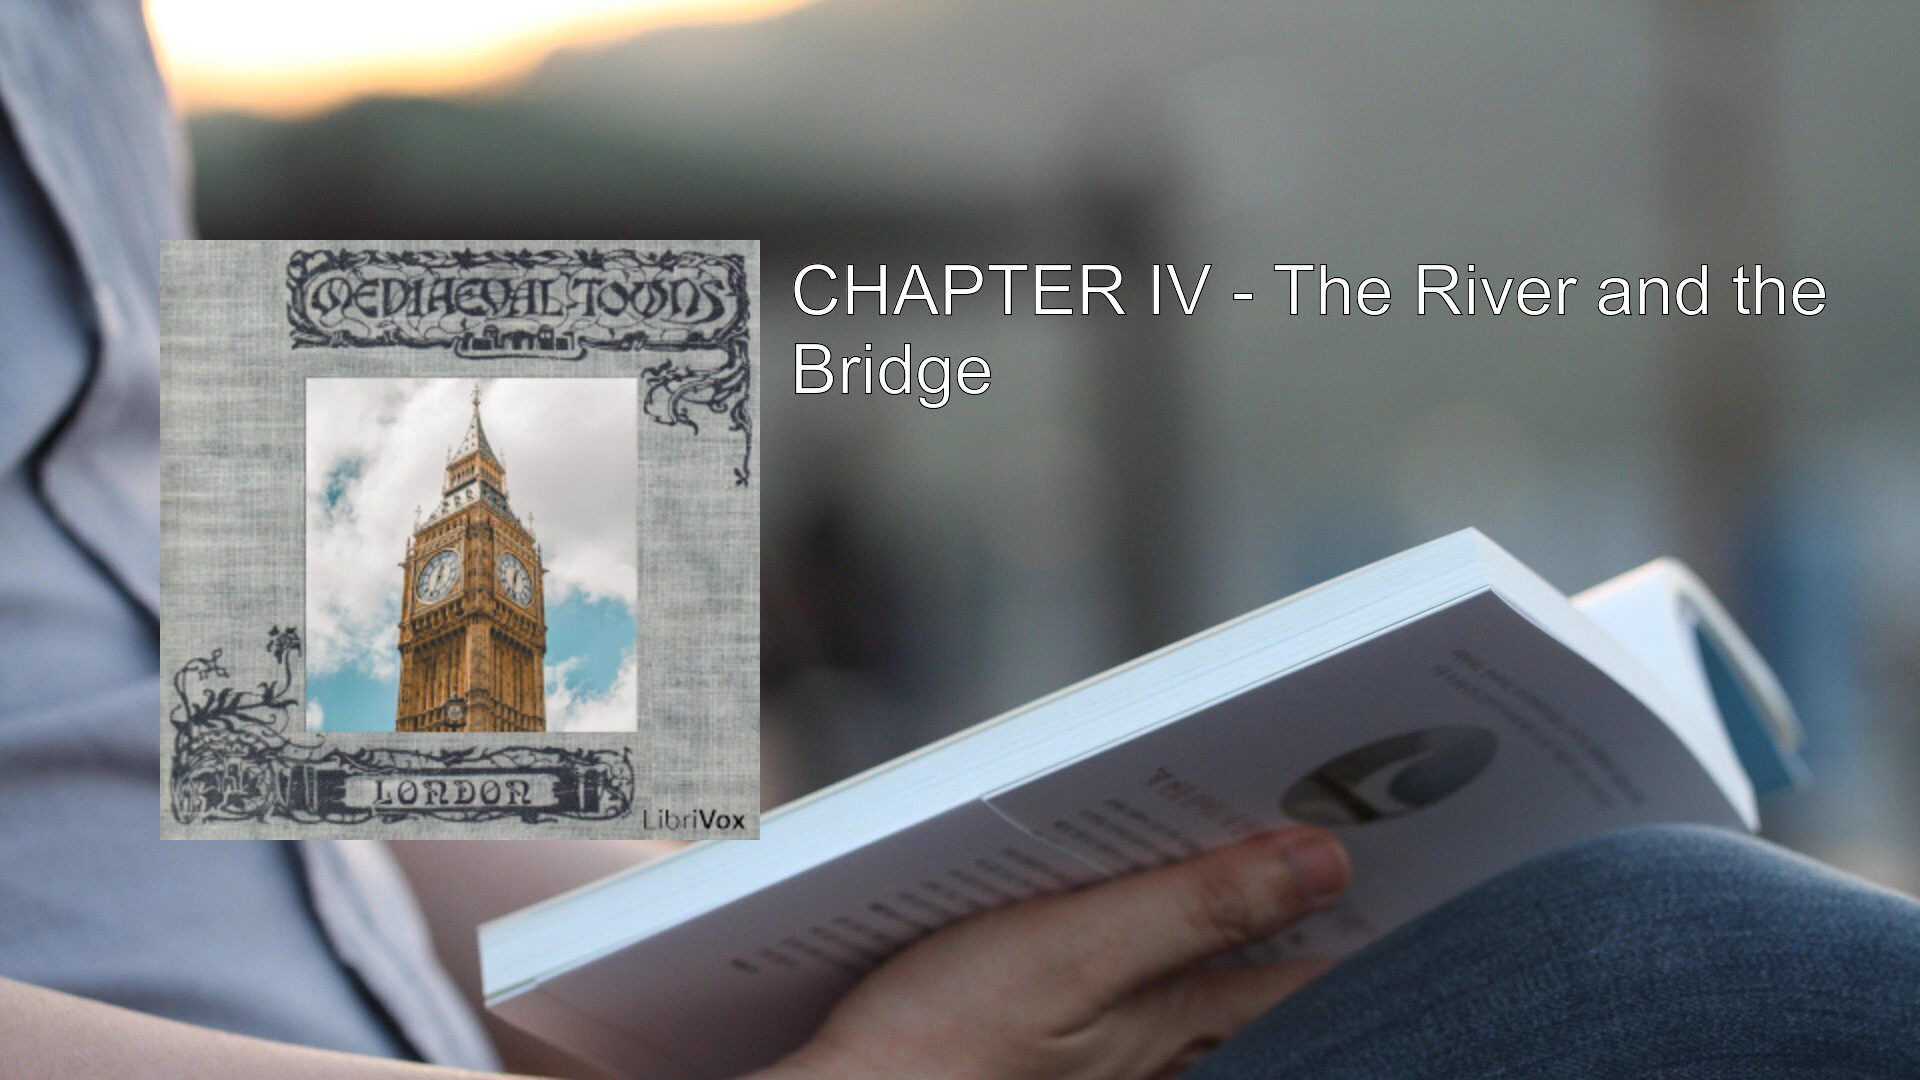 MEDIAEVAL TOWNS
CHAPTER IV - The River and the
Bridge
LONDON
LibriVox